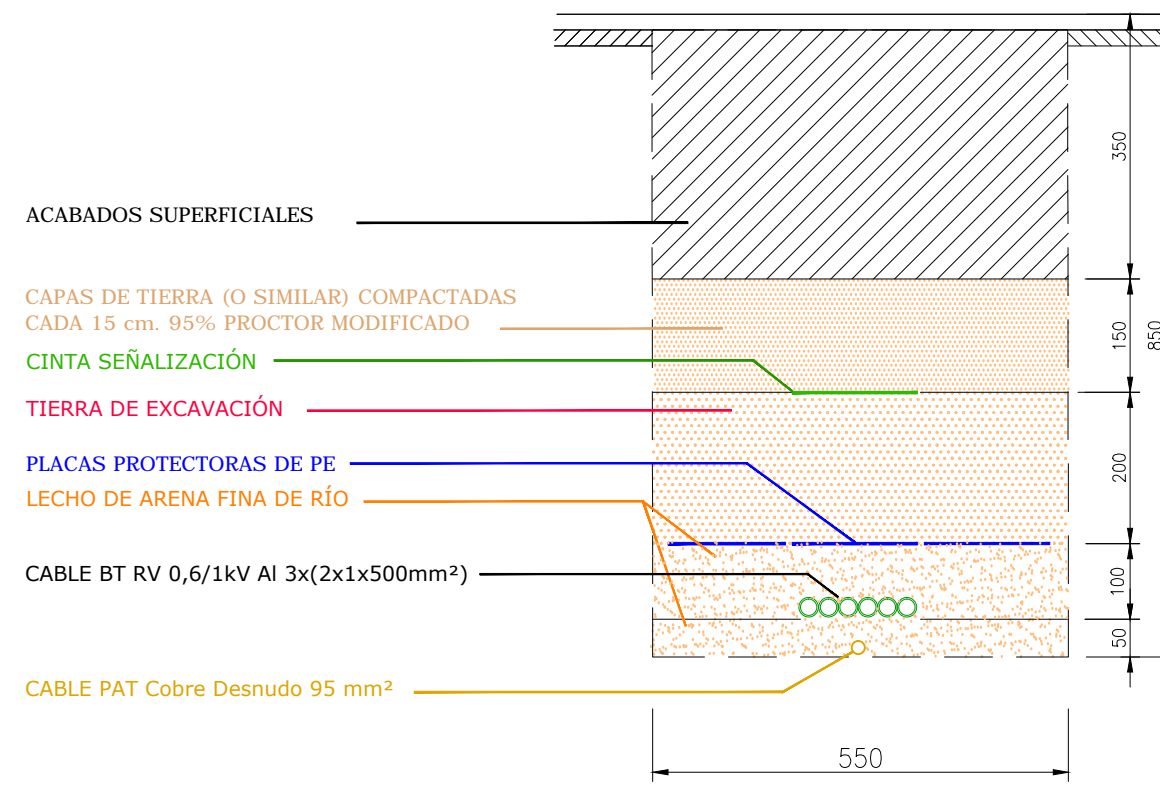 ACABADOS SUPERFICIALES
CAPAS DE TIERRA (O SIMILAR) COMPACTADAS
CADA 15 cm. 95% PROCTOR MODIFICADO
CINTA SEÑALIZACIÓN
TIERRA DE EXCAVACIÓN
PLACAS PROTECTORAS DE PE
LECHO DE ARENA FINA DE RÍO
CABLE BT RV 0,6/1kV Al 3x(2x1x500mm²)
CABLE PAT Cobre Desnudo 95 mm²
350
150
850
200
100
50
550